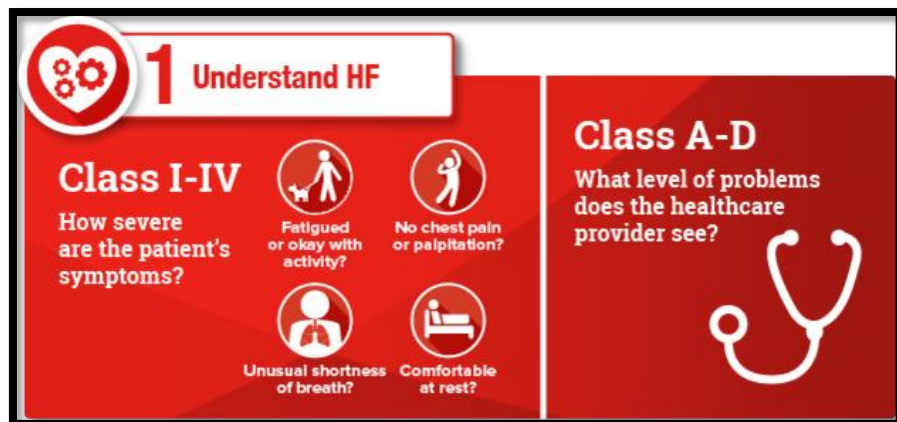 1 Understand HF
Class I-IV
How severe
are the patient's
symptoms?
Fatigued
or okay with
activity?
No chest pain
or palpitation?
Unusual shortness
of breath?
Comfortable
at rest?
Class A-D
What level of problems
does the healthcare
provider see?